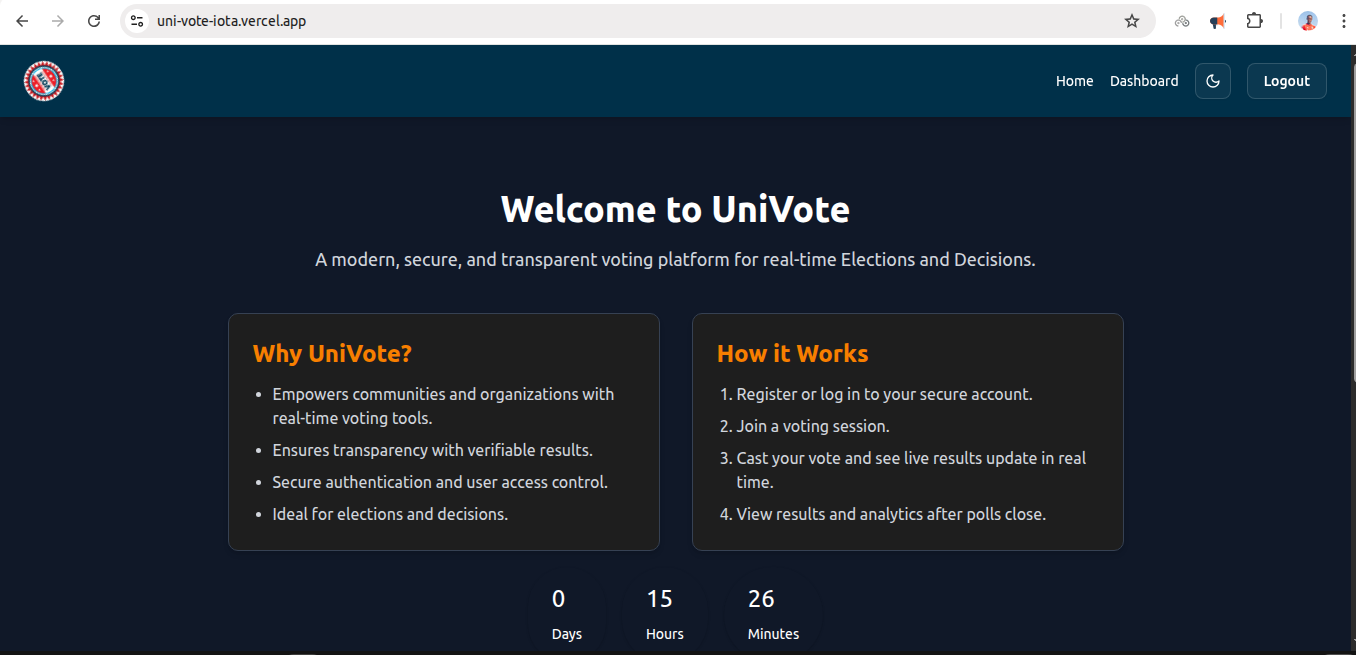 uni-vote-iota.vercel.app
VOTE
Home Dashboard Logout
Welcome to UniVote
A modern, secure, and transparent voting platform for real-time Elections and Decisions.
Why UniVote?
• Empowers communities and organizations with
real-time voting tools.
• Ensures transparency with verifiable results.
• Secure authentication and user access control.
• Ideal for elections and decisions.
How it Works
1. Register or log in to your secure account.
2. Join a voting session.
3. Cast your vote and see live results update in real
time.
4. View results and analytics after polls close.
0 15 26
Days Hours Minutes